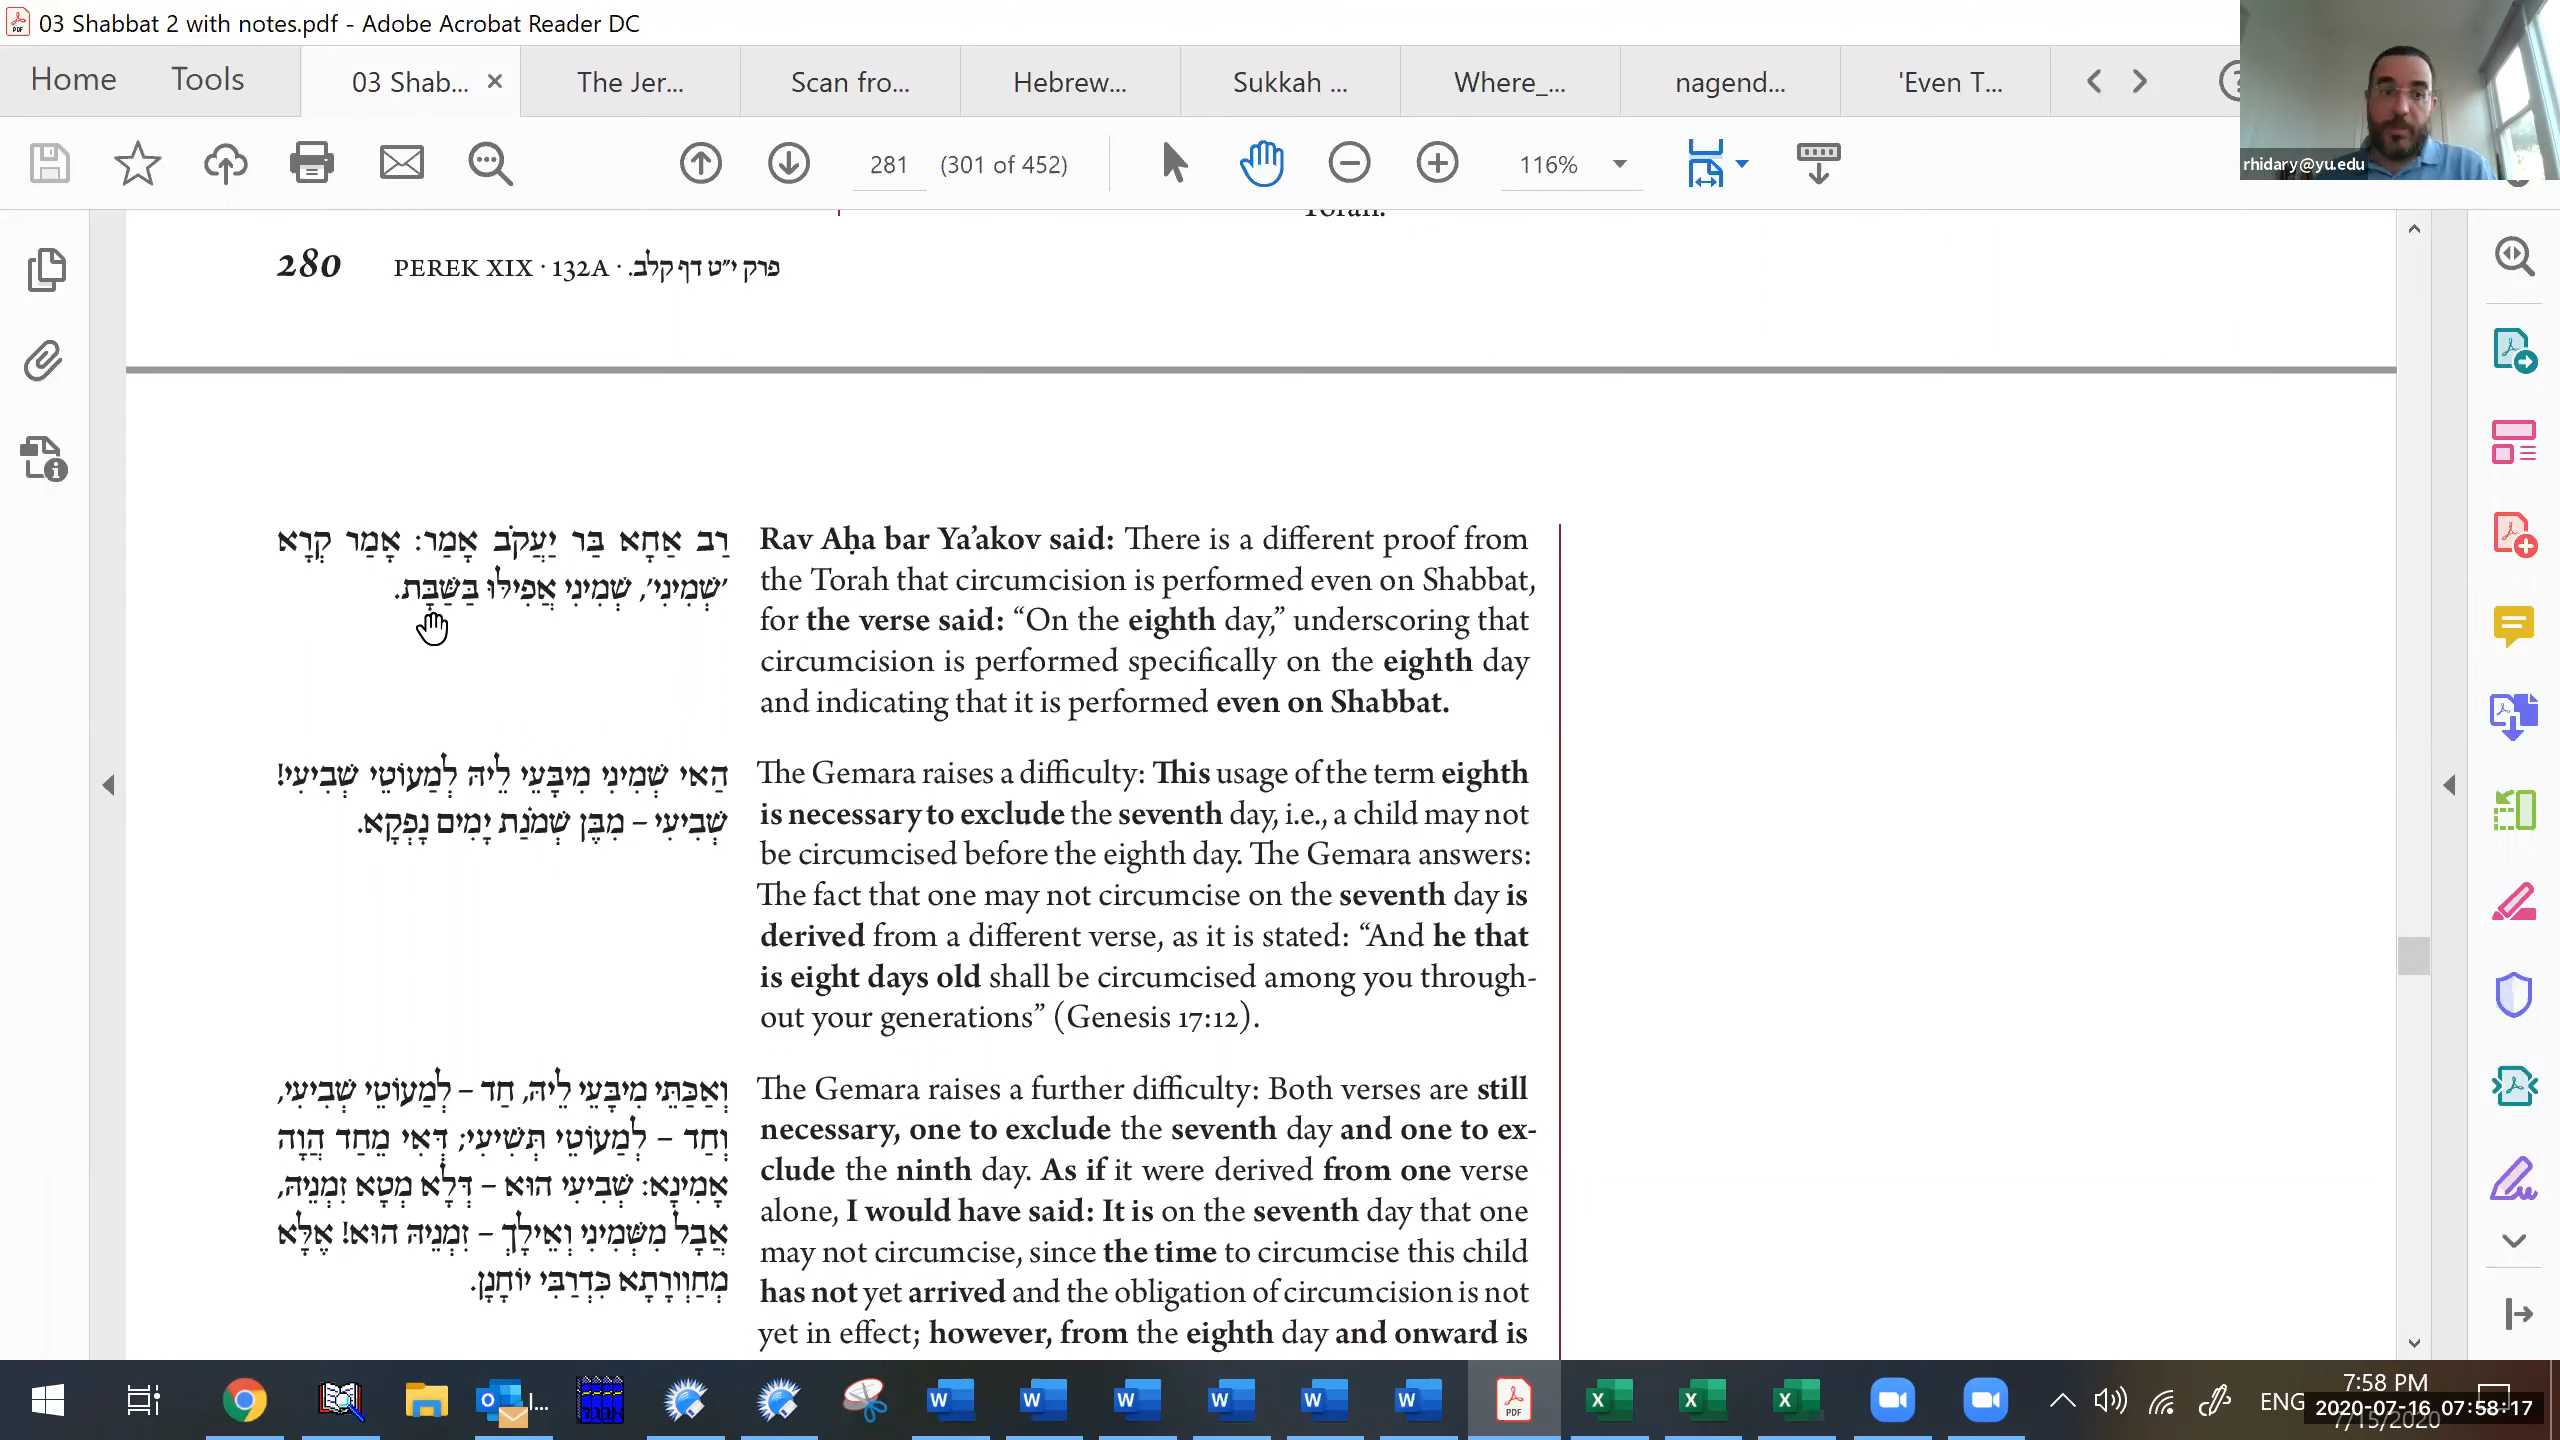 03 Shabbat 2 with notes.pdf - Adobe Acrobat Reader DC
Home Tools 03 Shab... × The Jer... Scan fro... Hebrew... Sukkah ... Where_... nagend... 'Even T...
281 (301 of 452) 116%
rhidary@yu.edu
Torah.
280 PEREK XIX · 132A · פרק י״ט דף קלב.
רַב אַחָא בַּר יַעֲקֹב אָמַר: אָמַר קְרָא
׳שְׁמִינִי׳, שְׁמִינִי אֲפִילּוּ בַּשַּׁבָּת.
Rav Aḥa bar Ya’akov said: There is a different proof from
the Torah that circumcision is performed even on Shabbat,
for the verse said: “On the eighth day,” underscoring that
circumcision is performed specifically on the eighth day
and indicating that it is performed even on Shabbat.
הַאי שְׁמִינִי מִיבָּעֵי לֵיהּ לְמַעוֹטֵי שְׁבִיעִי!
שְׁבִיעִי – מִבֶּן שְׁמֹנַת יָמִים נָפְקָא.
The Gemara raises a difficulty: This usage of the term eighth
is necessary to exclude the seventh day, i.e., a child may not
be circumcised before the eighth day. The Gemara answers:
The fact that one may not circumcise on the seventh day is
derived from a different verse, as it is stated: “And he that
is eight days old shall be circumcised among you through-
out your generations” (Genesis 17:12).
וְאַכַּתֵּי מִיבָּעֵי לֵיהּ, חַד – לְמַעוֹטֵי שְׁבִיעִי,
וְחַד – לְמַעוֹטֵי תְּשִׁיעִי; דְּאִי מֵחַד הֲוָה
אָמִינָא: שְׁבִיעִי הוּא – דְּלָא מְטָא זִמְנֵיהּ,
אֲבָל מִשְּׁמִינִי וְאֵילָךְ – זִמְנֵיהּ הוּא! אֶלָּא
מְחַוְּורָתָא כִּדְרַבִּי יוֹחָנָן.
The Gemara raises a further difficulty: Both verses are still
necessary, one to exclude the seventh day and one to ex-
clude the ninth day. As if it were derived from one verse
alone, I would have said: It is on the seventh day that one
may not circumcise, since the time to circumcise this child
has not yet arrived and the obligation of circumcision is not
yet in effect; however, from the eighth day and onward is
ENG
7:58 PM
2020-07-16 07:58:17
7/15/2020